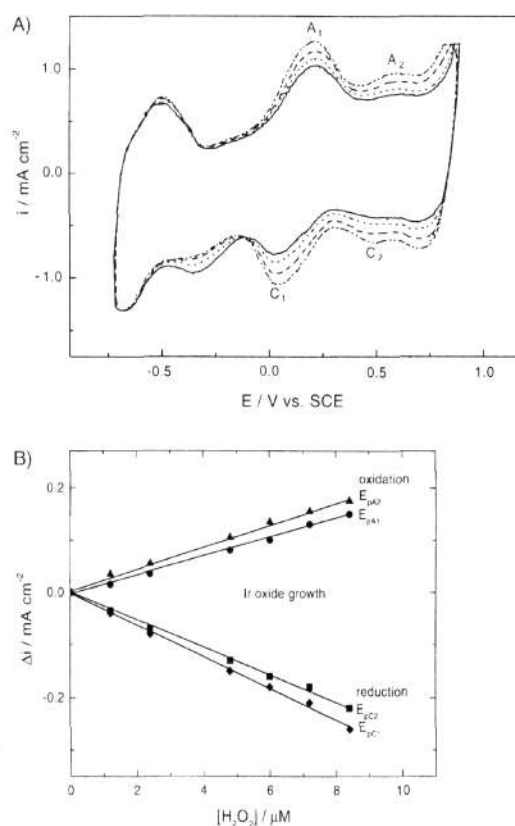 A)
A₁
A₂
1.0
0.0
-1.0
C₁
C₂
i / mA cm⁻²
-0.5
0.0
0.5
1.0
E / V vs. SCE
B)
oxidation
EpA2
EpA1
0.2
0.0
-0.2
Ir oxide growth
Δi / mA cm⁻²
reduction
EpC2
EpC1
0
2
4
6
8
10
[H₂O₂] / μM